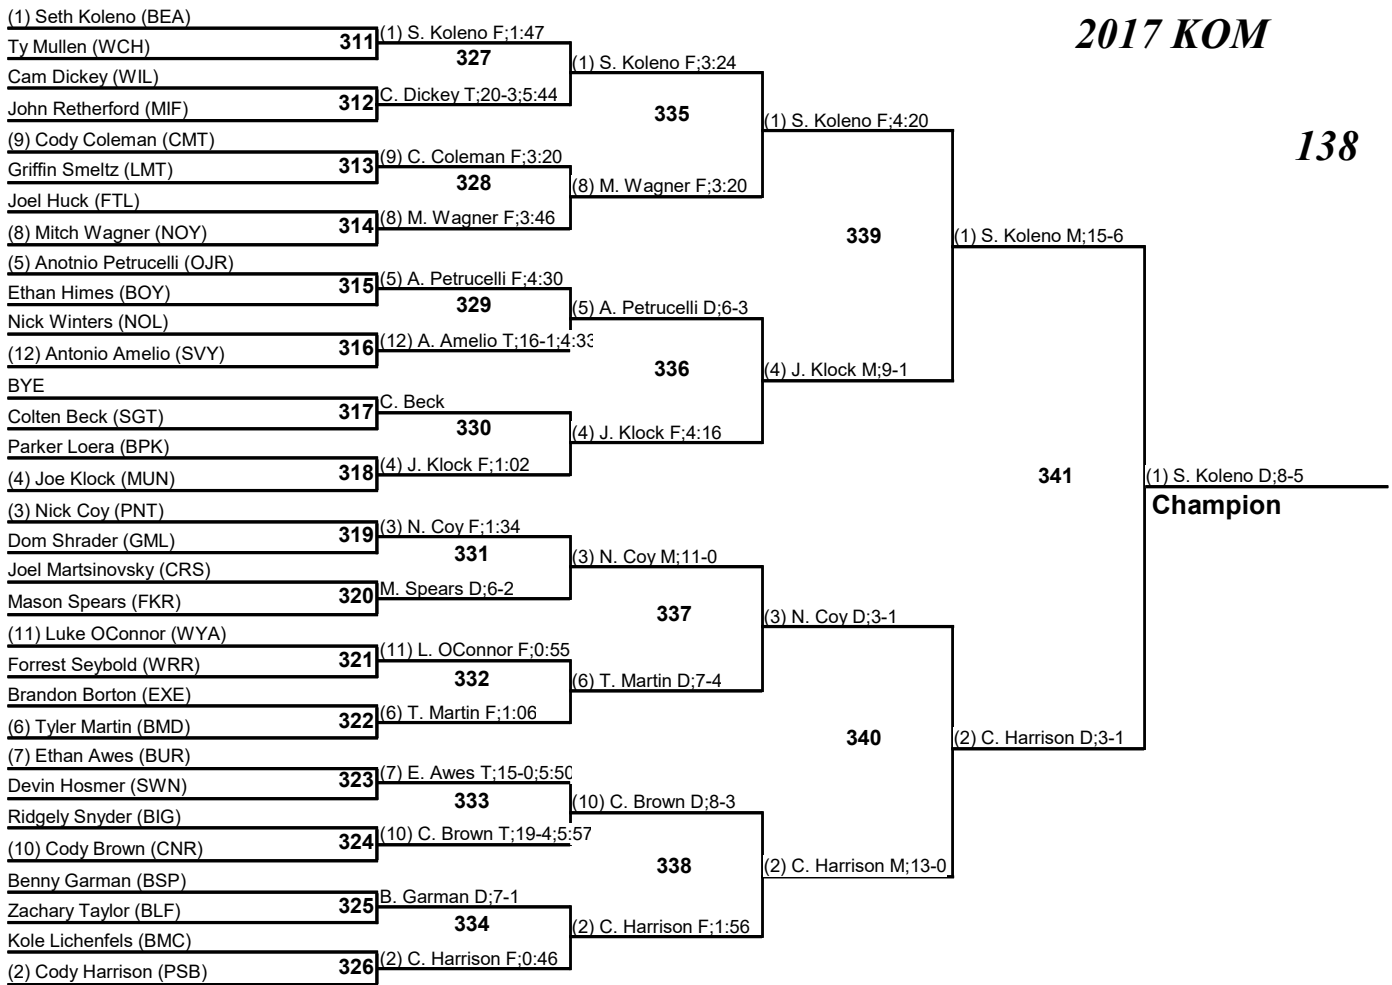 2017 KOM
138
(1) Seth Koleno (BEA)
Ty Mullen (WCH)
Cam Dickey (WIL)
John Retherford (MIF)
(9) Cody Coleman (CMT)
Griffin Smeltz (LMT)
Joel Huck (FTL)
(8) Mitch Wagner (NOY)
(5) Anotnio Petrucelli (OJR)
Ethan Himes (BOY)
Nick Winters (NOL)
(12) Antonio Amelio (SVY)
BYE
Colten Beck (SGT)
Parker Loera (BPK)
(4) Joe Klock (MUN)
(3) Nick Coy (PNT)
Dom Shrader (GML)
Joel Martsinovsky (CRS)
Mason Spears (FKR)
(11) Luke OConnor (WYA)
Forrest Seybold (WRR)
Brandon Borton (EXE)
(6) Tyler Martin (BMD)
(7) Ethan Awes (BUR)
Devin Hosmer (SWN)
Ridgely Snyder (BIG)
(10) Cody Brown (CNR)
Benny Garman (BSP)
Zachary Taylor (BLF)
Kole Lichenfels (BMC)
(2) Cody Harrison (PSB)
311
312
313
314
315
316
317
318
319
320
321
322
323
324
325
326
(1) S. Koleno F;1:47
327
C. Dickey T;20-3;5:44
(9) C. Coleman F;3:20
328
(8) M. Wagner F;3:46
(5) A. Petrucelli F;4:30
329
(12) A. Amelio T;16-1;4:33
C. Beck
330
(4) J. Klock F;1:02
(3) N. Coy F;1:34
331
M. Spears D;6-2
(11) L. OConnor F;0:55
332
(6) T. Martin F;1:06
(7) E. Awes T;15-0;5:50
333
(10) C. Brown T;19-4;5:57
B. Garman D;7-1
334
(2) C. Harrison F;0:46
(1) S. Koleno F;3:24
335
(8) M. Wagner F;3:20
(5) A. Petrucelli D;6-3
336
(4) J. Klock F;4:16
(3) N. Coy M;11-0
337
(6) T. Martin D;7-4
(10) C. Brown D;8-3
338
(2) C. Harrison F;1:56
(1) S. Koleno F;4:20
339
(4) J. Klock M;9-1
(3) N. Coy D;3-1
340
(2) C. Harrison M;13-0
(1) S. Koleno M;15-6
341
(2) C. Harrison D;3-1
(1) S. Koleno D;8-5
Champion